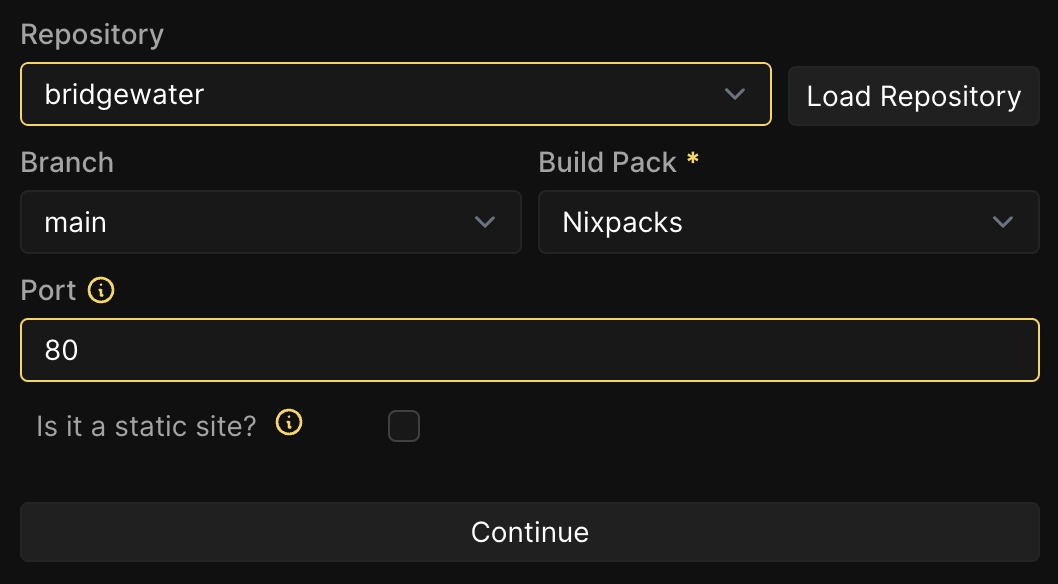 Repository
bridgewater
Load Repository
Branch
Build Pack *
main
Nixpacks
Port
80
Is it a static site?
Continue